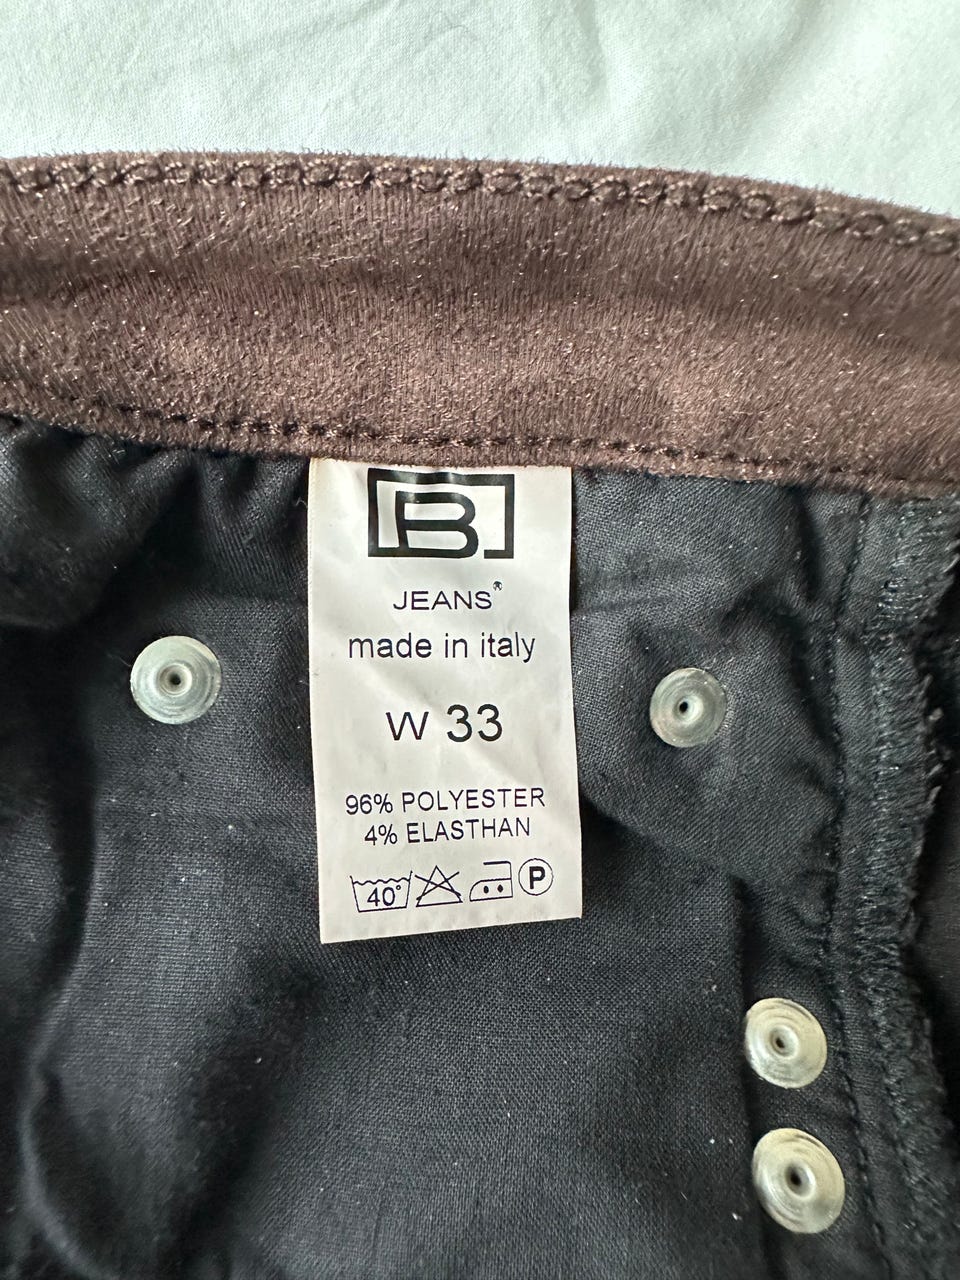 B
JEANS®
made in italy
W 33
96% POLYESTER
4% ELASTHAN
40° P